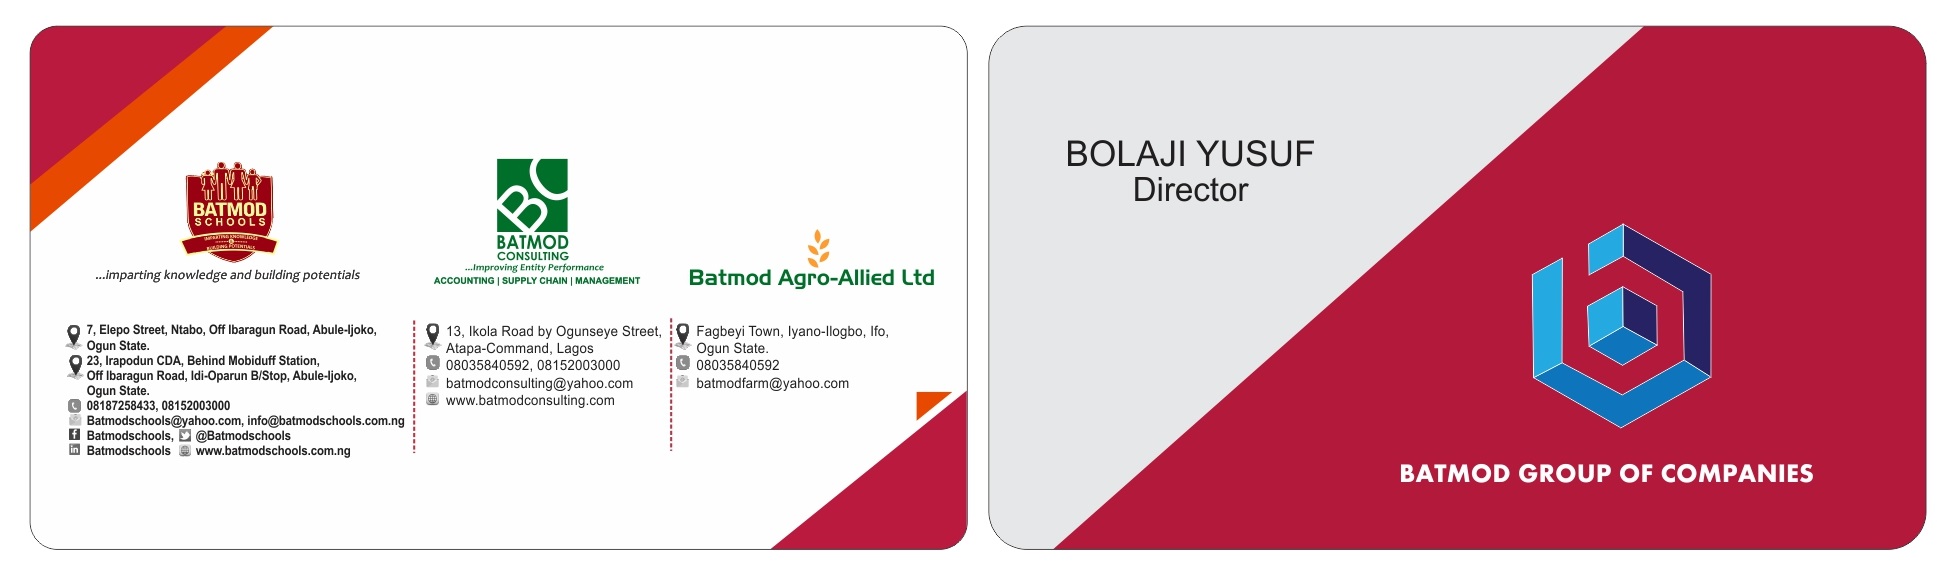 BATMOD
SCHOOLS
IMPARTING KNOWLEDGE
&
BUILDING POTENTIALS
...imparting knowledge and building potentials
7, Elepo Street, Ntabo, Off Ibaragun Road, Abule-Ijoko,
Ogun State.
23, Irapodun CDA, Behind Mobiduff Station,
Off Ibaragun Road, Idi-Oparun B/Stop, Abule-Ijoko,
Ogun State.
08187258433, 08152003000
Batmodschools@yahoo.com, info@batmodschools.com.ng
Batmodschools, @Batmodschools
Batmodschools www.batmodschools.com.ng
BC
BATMOD
CONSULTING
...Improving Entity Performance
ACCOUNTING | SUPPLY CHAIN | MANAGEMENT
13, Ikola Road by Ogunseye Street,
Atapa-Command, Lagos
08035840592, 08152003000
batmodconsulting@yahoo.com
www.batmodconsulting.com
Batmod Agro-Allied Ltd
Fagbeyi Town, Iyano-Ilogbo, Ifo,
Ogun State.
08035840592
batmodfarm@yahoo.com
BOLAJI YUSUF
Director
BATMOD GROUP OF COMPANIES